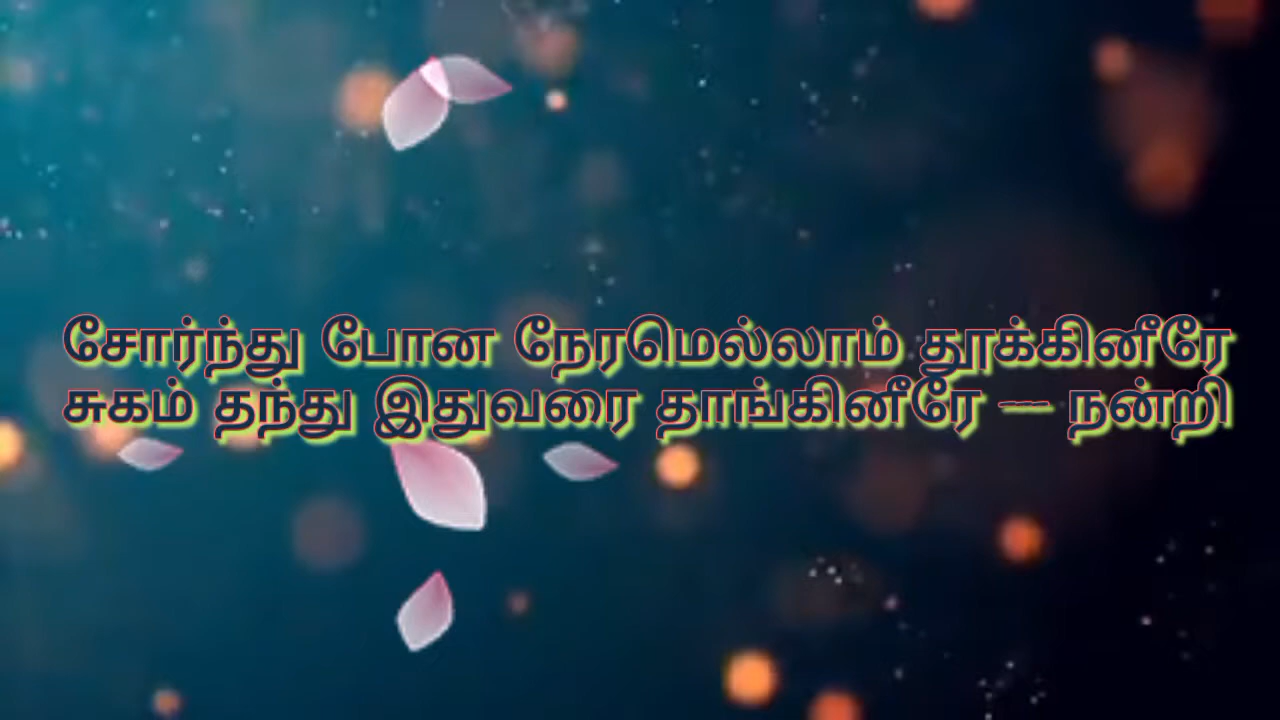 சோர்ந்து போன நேரமெல்லாம் தூக்கினீரே
சுகம் தந்து இதுவரை தாங்கினீரே — நன்றி